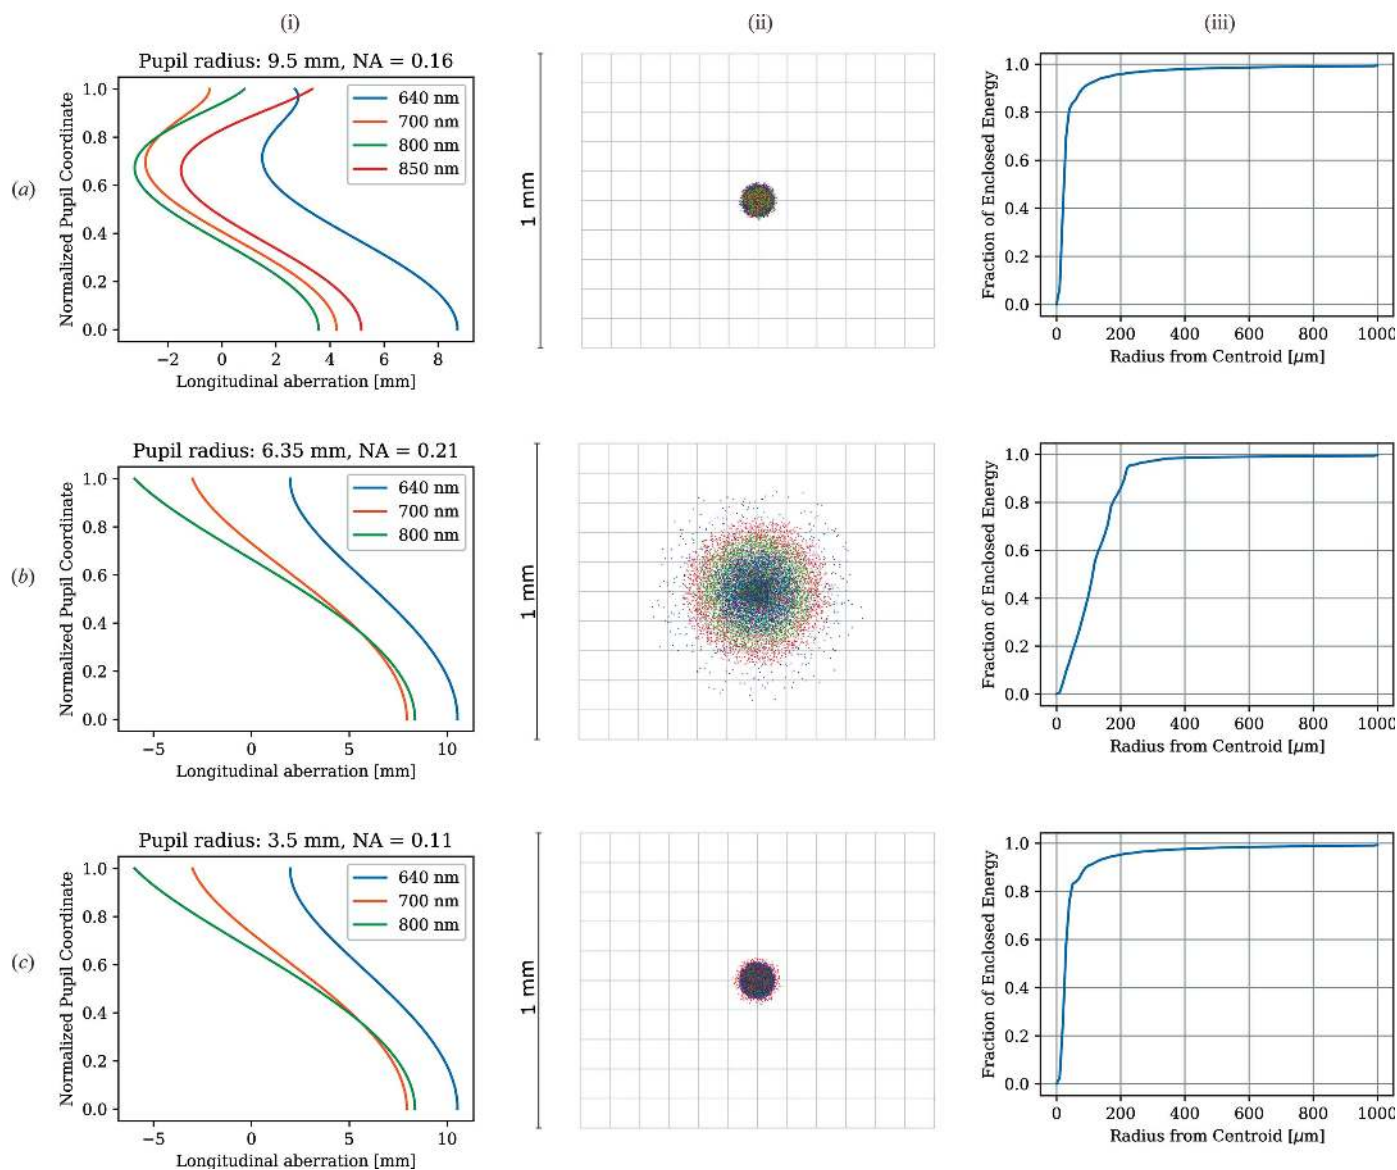 (i)
(ii)
(iii)
(a)
Pupil radius: 9.5 mm, NA = 0.16
Normalized Pupil Coordinate
1.0
0.8
0.6
0.4
0.2
0.0
640 nm
700 nm
800 nm
850 nm
−2 0 2 4 6 8
Longitudinal aberration [mm]
1 mm
Fraction of Enclosed Energy
1.0
0.8
0.6
0.4
0.2
0.0
0 200 400 600 800 1000
Radius from Centroid [μm]
(b)
Pupil radius: 6.35 mm, NA = 0.21
Normalized Pupil Coordinate
1.0
0.8
0.6
0.4
0.2
0.0
640 nm
700 nm
800 nm
−5 0 5 10
Longitudinal aberration [mm]
1 mm
Fraction of Enclosed Energy
1.0
0.8
0.6
0.4
0.2
0.0
0 200 400 600 800 1000
Radius from Centroid [μm]
(c)
Pupil radius: 3.5 mm, NA = 0.11
Normalized Pupil Coordinate
1.0
0.8
0.6
0.4
0.2
0.0
640 nm
700 nm
800 nm
−5 0 5 10
Longitudinal aberration [mm]
1 mm
Fraction of Enclosed Energy
1.0
0.8
0.6
0.4
0.2
0.0
0 200 400 600 800 1000
Radius from Centroid [μm]